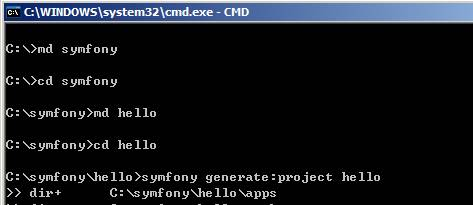 C:\WINDOWS\system32\cmd.exe - CMD
C:\>md symfony
C:\>cd symfony
C:\symfony>md hello
C:\symfony>cd hello
C:\symfony\hello>symfony generate:project hello
>> dir+      C:\symfony\hello\apps